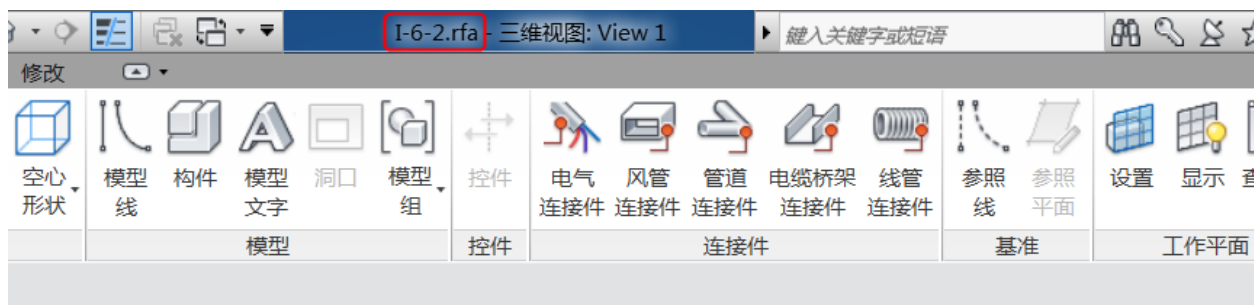 I-6-2.rfa - 三维视图: View 1
键入关键字或短语
修改
空心形状
模型线
构件
模型文字
洞口
模型组
控件
电气连接件
风管连接件
管道连接件
电缆桥架连接件
线管连接件
参照线
参照平面
设置
显示
模型
控件
连接件
基准
工作平面